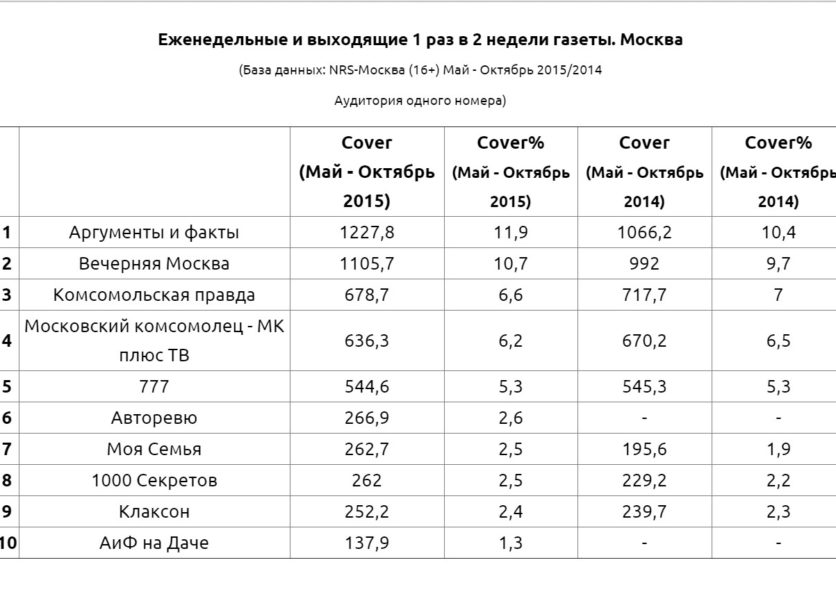 Еженедельные и выходящие 1 раз в 2 недели газеты. Москва
(База данных: NRS-Москва (16+) Май - Октябрь 2015/2014
Аудитория одного номера)
Cover (Май - Октябрь 2015) Cover% (Май - Октябрь 2015) Cover (Май - Октябрь 2014) Cover% (Май - Октябрь 2014)
1 Аргументы и факты 1227,8 11,9 1066,2 10,4
2 Вечерняя Москва 1105,7 10,7 992 9,7
3 Комсомольская правда 678,7 6,6 717,7 7
4 Московский комсомолец - МК плюс ТВ 636,3 6,2 670,2 6,5
5 777 544,6 5,3 545,3 5,3
6 Авторевю 266,9 2,6 - -
7 Моя Семья 262,7 2,5 195,6 1,9
8 1000 Секретов 262 2,5 229,2 2,2
9 Клаксон 252,2 2,4 239,7 2,3
10 АиФ на Даче 137,9 1,3 - -